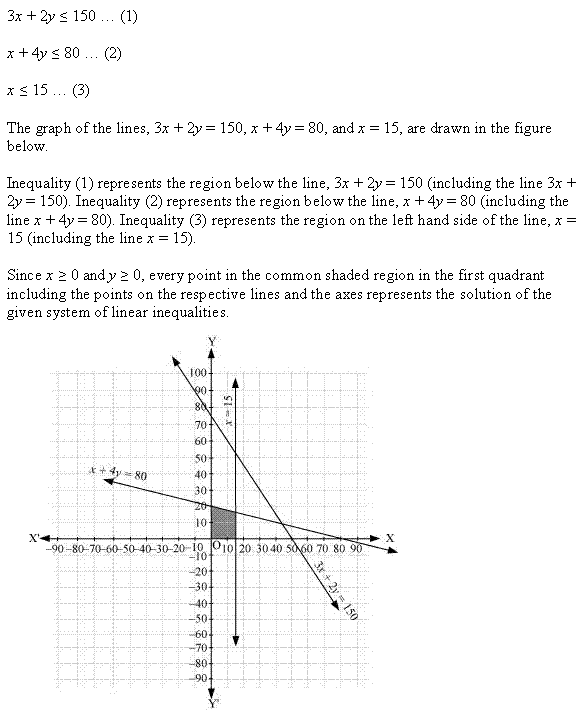 3x + 2y ≤ 150 … (1)
x + 4y ≤ 80 … (2)
x ≤ 15 … (3)
The graph of the lines, 3x + 2y = 150, x + 4y = 80, and x = 15, are drawn in the figure
below.
Inequality (1) represents the region below the line, 3x + 2y = 150 (including the line 3x +
2y = 150). Inequality (2) represents the region below the line, x + 4y = 80 (including the
line x + 4y = 80). Inequality (3) represents the region on the left hand side of the line, x =
15 (including the line x = 15).
Since x ≥ 0 and y ≥ 0, every point in the common shaded region in the first quadrant
including the points on the respective lines and the axes represents the solution of the
given system of linear inequalities.
Y
100
90
80
x = 15
70
60
50
x + 4y = 80
40
30
20
10
X' X
-90 -80 -70 -60 -50 -40 -30 -20 -10 O 10 20 30 40 50 60 70 80 90
-10
3x + 2y = 150
-20
-30
-40
-50
-60
-70
-80
-90
Y'